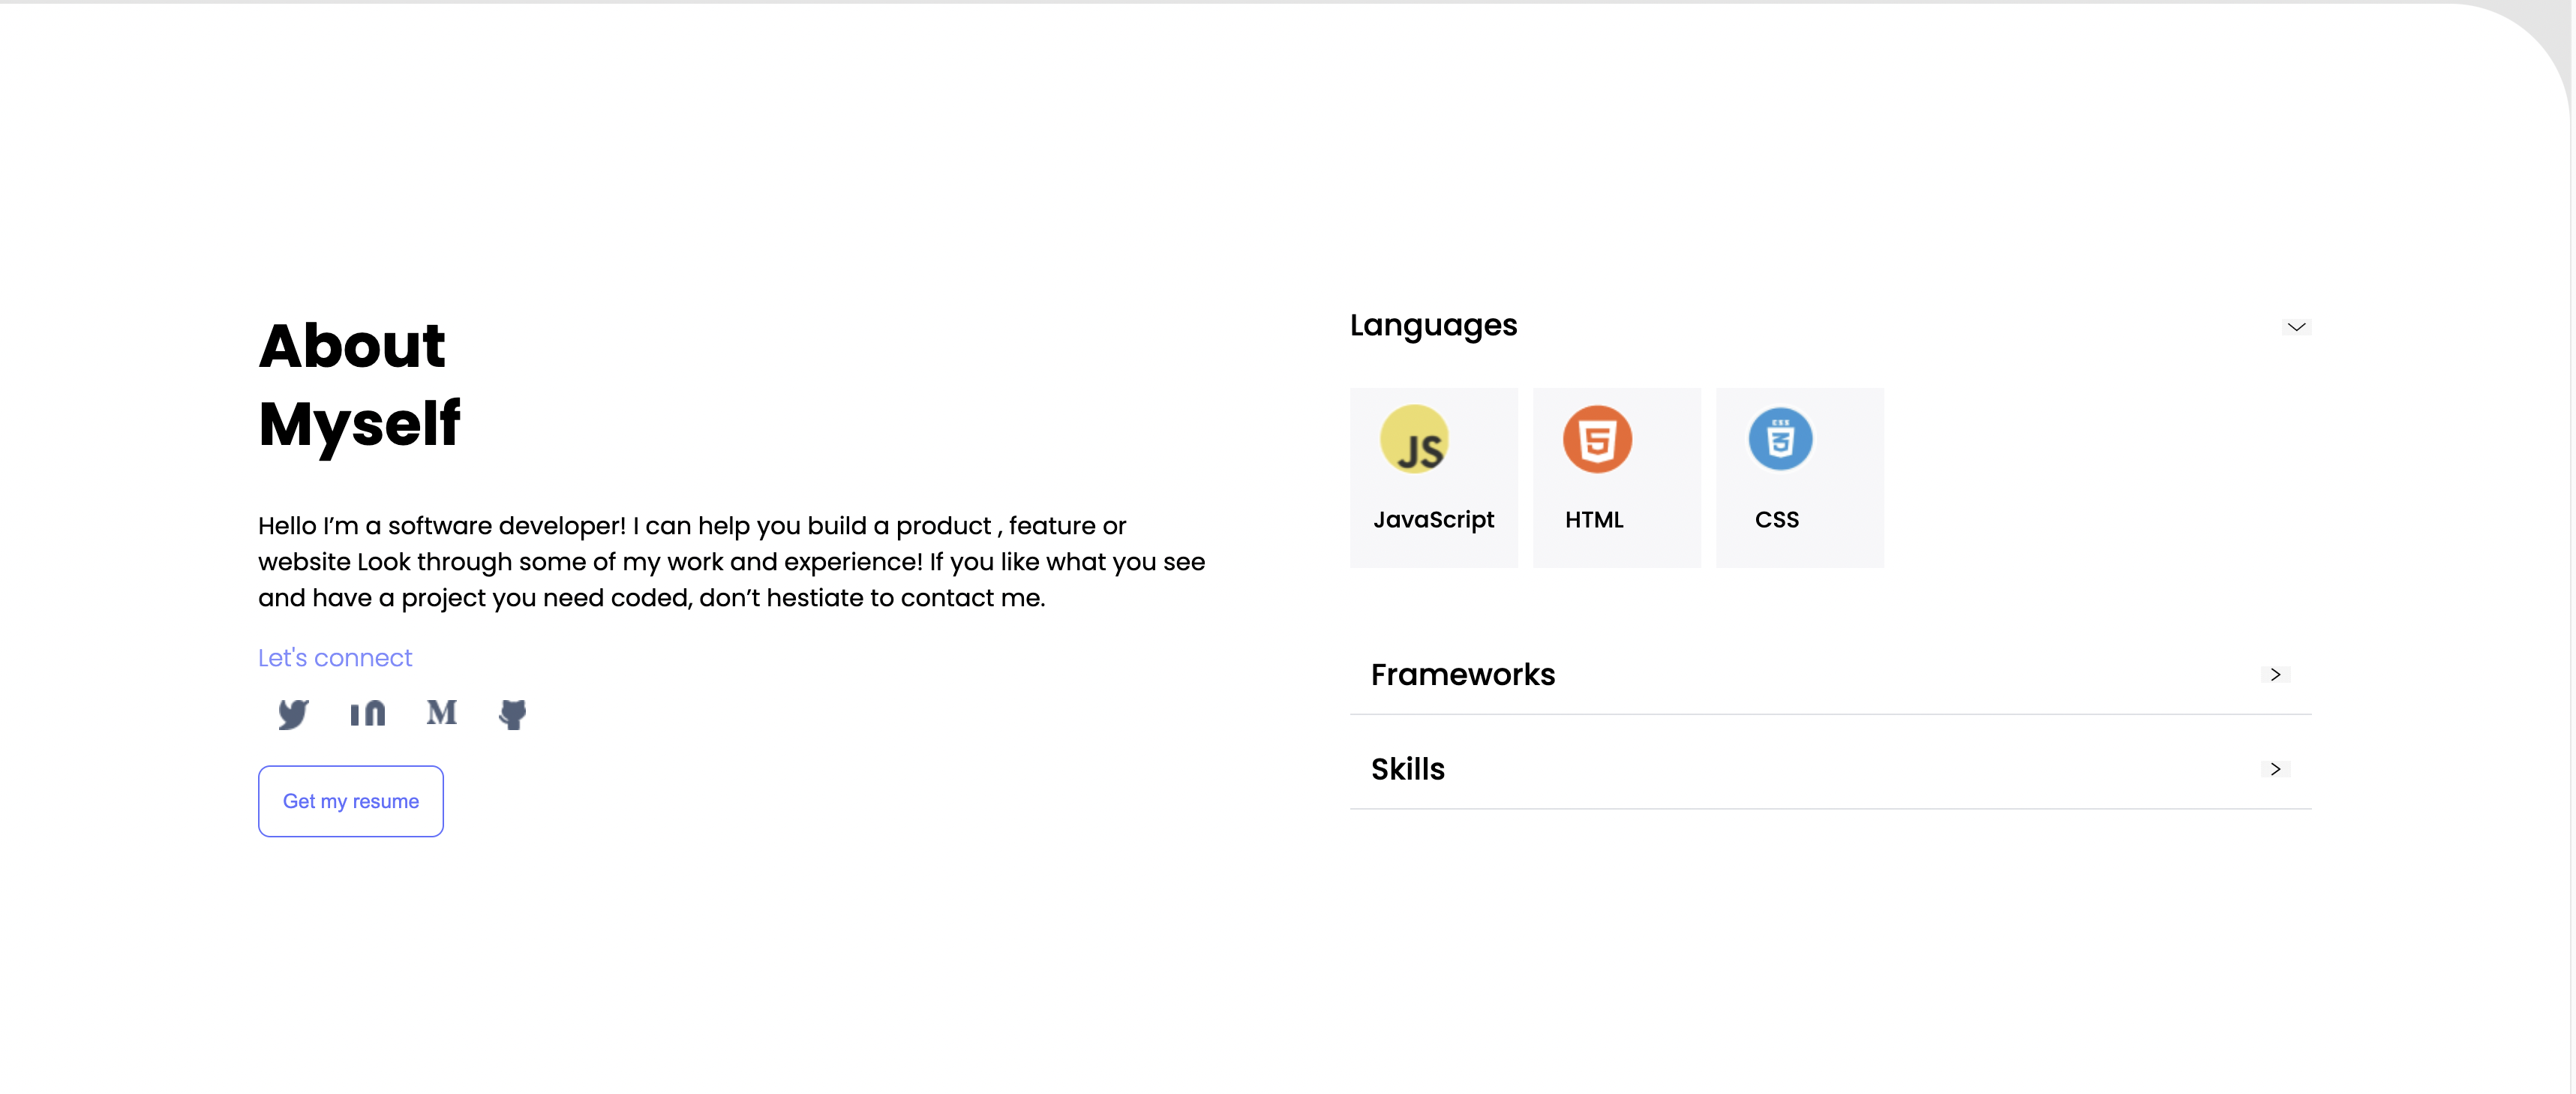 About
Myself
Hello I’m a software developer! I can help you build a product , feature or
website Look through some of my work and experience! If you like what you see
and have a project you need coded, don’t hestiate to contact me.
Let's connect
in
M
Get my resume
Languages
JS
JavaScript
5
HTML
CSS
3
CSS
Frameworks
Skills